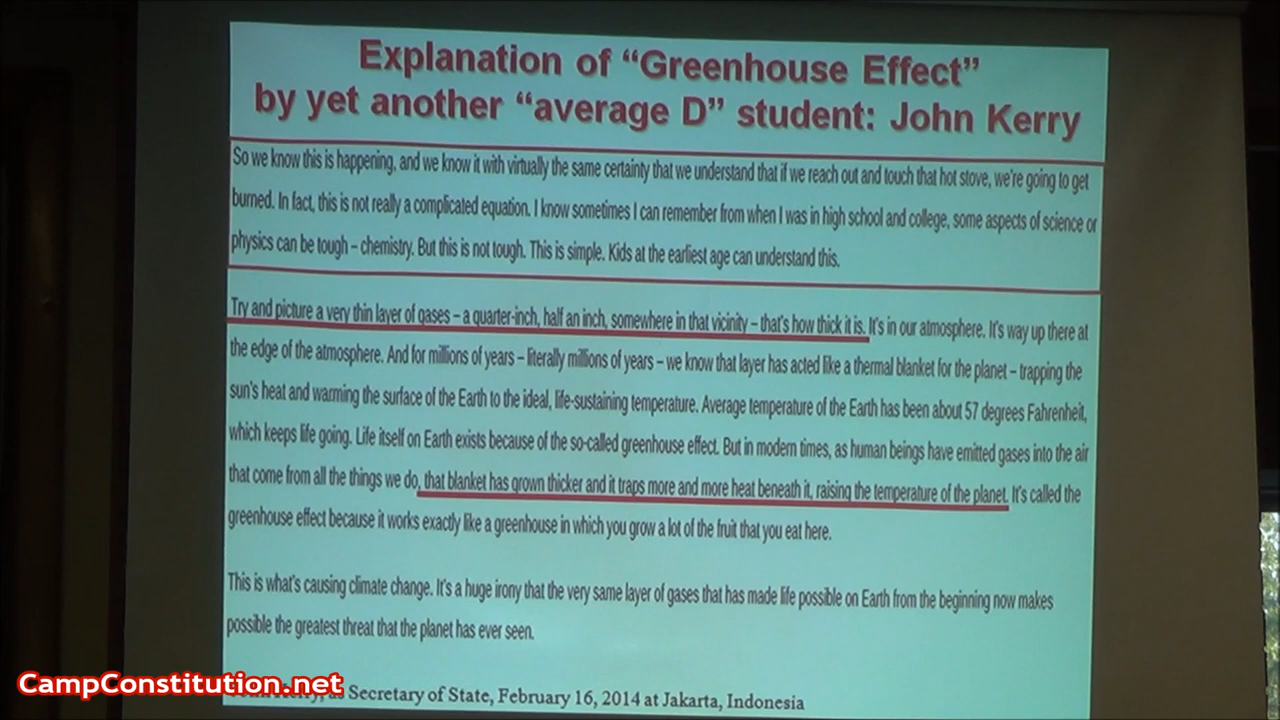 Explanation of “Greenhouse Effect”
by yet another “average D” student: John Kerry
So we know this is happening, and we know it with virtually the same certainty that we understand that if we reach out and touch that hot stove, we're going to get
burned. In fact, this is not really a complicated equation. I know sometimes I can remember from when I was in high school and college, some aspects of science or
physics can be tough – chemistry. But this is not tough. This is simple. Kids at the earliest age can understand this.
Try and picture a very thin layer of gases – a quarter-inch, half an inch, somewhere in that vicinity – that's how thick it is. It's in our atmosphere. It's way up there at
the edge of the atmosphere. And for millions of years – literally millions of years – we know that layer has acted like a thermal blanket for the planet – trapping the
sun's heat and warming the surface of the Earth to the ideal, life-sustaining temperature. Average temperature of the Earth has been about 57 degrees Fahrenheit,
which keeps life going. Life itself on Earth exists because of the so-called greenhouse effect. But in modern times, as human beings have emitted gases into the air
that come from all the things we do, that blanket has grown thicker and it traps more and more heat beneath it, raising the temperature of the planet. It's called the
greenhouse effect because it works exactly like a greenhouse in which you grow a lot of the fruit that you eat here.
This is what's causing climate change. It's a huge irony that the very same layer of gases that has made life possible on Earth from the beginning now makes
possible the greatest threat that the planet has ever seen.
Secretary of State, February 16, 2014 at Jakarta, Indonesia
CampConstitution.net